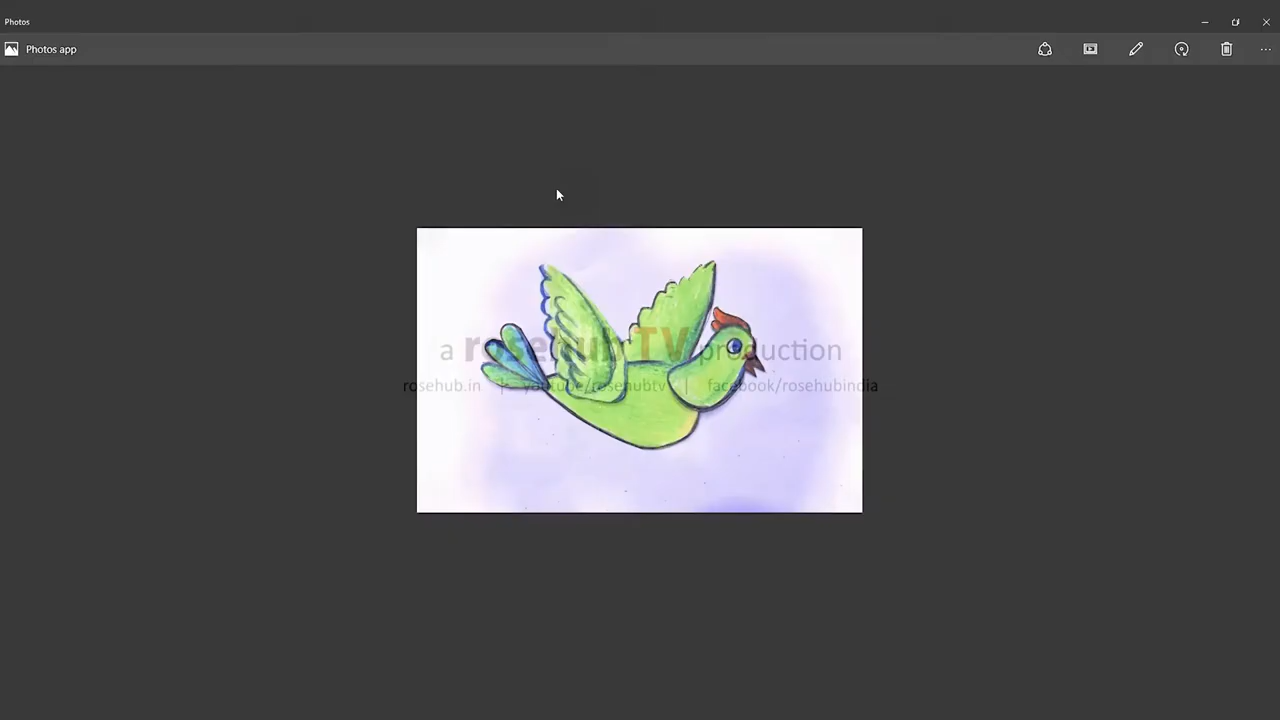 Photos
Photos app
a rosehub TV production
rosehub.in | youtube/rosehubtv | facebook/rosehubindia